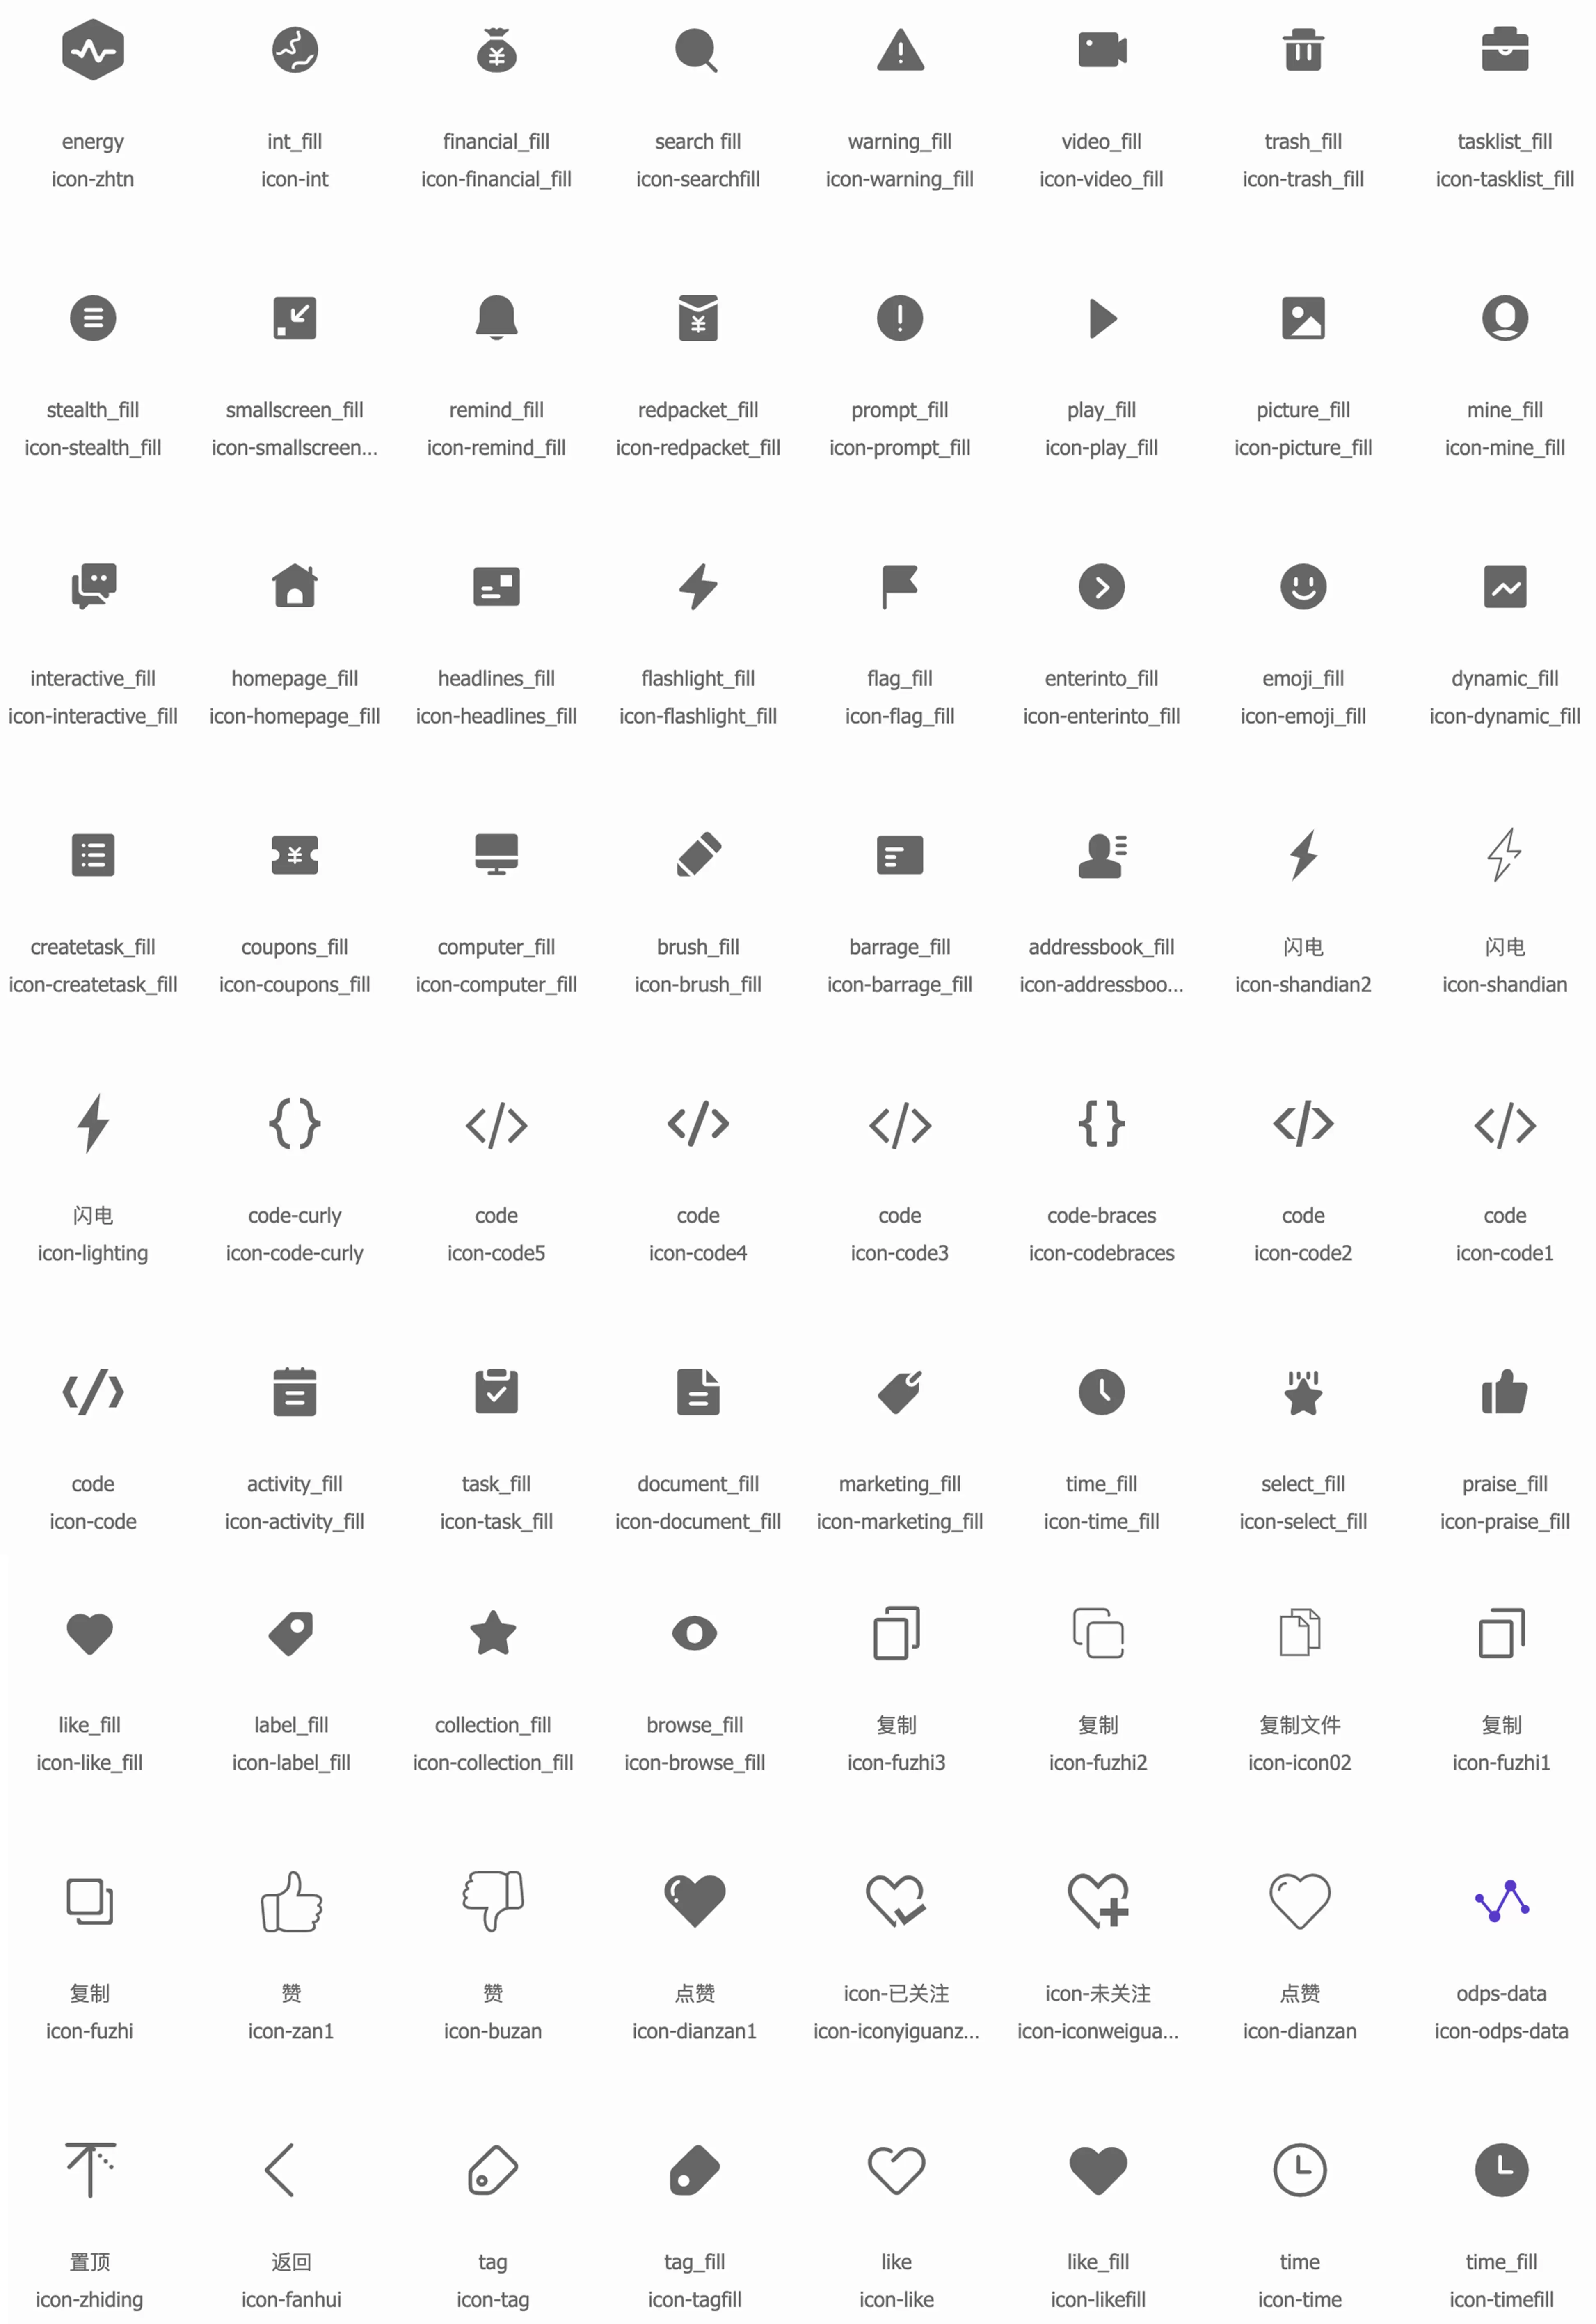 energy int_fill financial_fill search fill warning_fill video_fill trash_fill tasklist_fill
icon-zhtn icon-int icon-financial_fill icon-searchfill icon-warning_fill icon-video_fill icon-trash_fill icon-tasklist_fill
stealth_fill smallscreen_fill remind_fill redpacket_fill prompt_fill play_fill picture_fill mine_fill
icon-stealth_fill icon-smallscreen... icon-remind_fill icon-redpacket_fill icon-prompt_fill icon-play_fill icon-picture_fill icon-mine_fill
interactive_fill homepage_fill headlines_fill flashlight_fill flag_fill enterinto_fill emoji_fill dynamic_fill
icon-interactive_fill icon-homepage_fill icon-headlines_fill icon-flashlight_fill icon-flag_fill icon-enterinto_fill icon-emoji_fill icon-dynamic_fill
createtask_fill coupons_fill computer_fill brush_fill barrage_fill addressbook_fill 闪电 闪电
icon-createtask_fill icon-coupons_fill icon-computer_fill icon-brush_fill icon-barrage_fill icon-addressboo... icon-shandian2 icon-shandian
闪电 code-curly code code code code-braces code code
icon-lighting icon-code-curly icon-code5 icon-code4 icon-code3 icon-codebraces icon-code2 icon-code1
code activity_fill task_fill document_fill marketing_fill time_fill select_fill praise_fill
icon-code icon-activity_fill icon-task_fill icon-document_fill icon-marketing_fill icon-time_fill icon-select_fill icon-praise_fill
like_fill label_fill collection_fill browse_fill 复制 复制 复制文件 复制
icon-like_fill icon-label_fill icon-collection_fill icon-browse_fill icon-fuzhi3 icon-fuzhi2 icon-icon02 icon-fuzhi1
复制 赞 赞 点赞 icon-已关注 icon-未关注 点赞 odps-data
icon-fuzhi icon-zan1 icon-buzan icon-dianzan1 icon-iconyiguanz... icon-iconweigua... icon-dianzan icon-odps-data
置顶 返回 tag tag_fill like like_fill time time_fill
icon-zhiding icon-fanhui icon-tag icon-tagfill icon-like icon-likefill icon-time icon-timefill